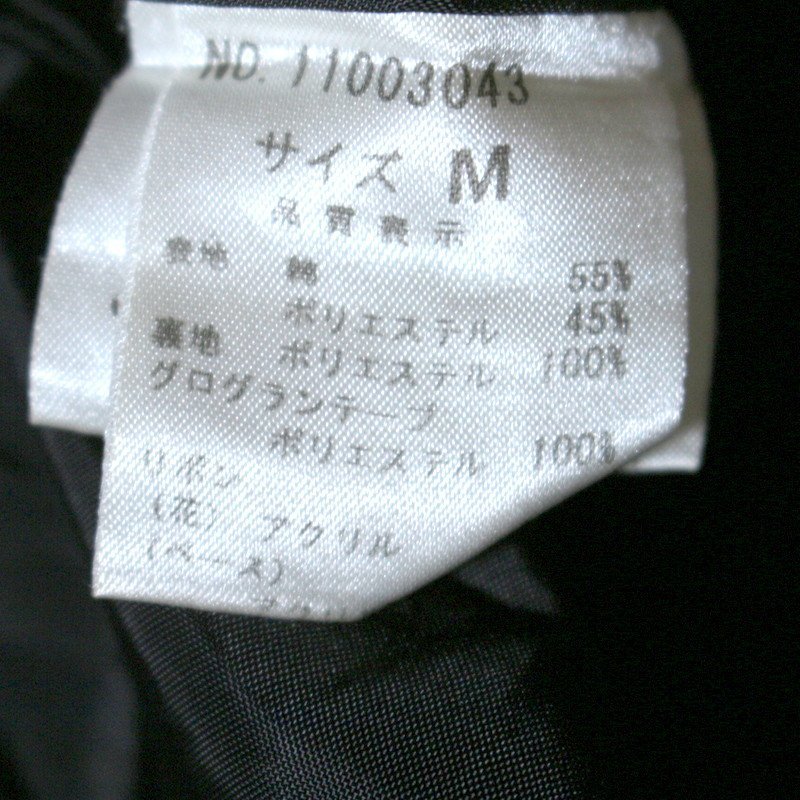 NO. 11003043
サイズ M
品質表示
表地 綿 55%
ポリエステル 45%
裏地 ポリエステル 100%
グログランテープ
ポリエステル 100%
リボン
(花) アクリル
(ベース)